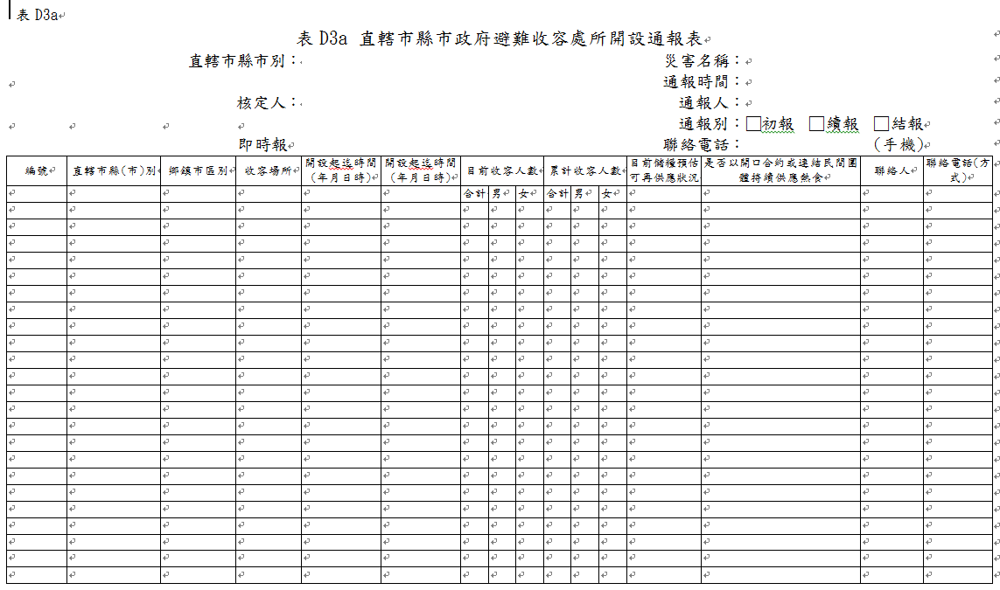 表 D3a
表 D3a 直轄市縣市政府避難收容處所開設通報表
直轄市縣市別： 災害名稱：
通報時間：
核定人： 通報人：
通報別：□初報 □續報 □結報
即時報 聯絡電話： (手機)
編號 直轄市縣(市)別 鄉鎮市區別 收容場所 開設起迄時間 開設起迄時間 目前收容人數 累計收容人數 目前儲糧預估 是否以開口合約或連結民間團 聯絡人 聯絡電話(方
(年月日時) (年月日時) 可再供應狀況 體持續供應熱食 式)
合計 男 女 合計 男 女